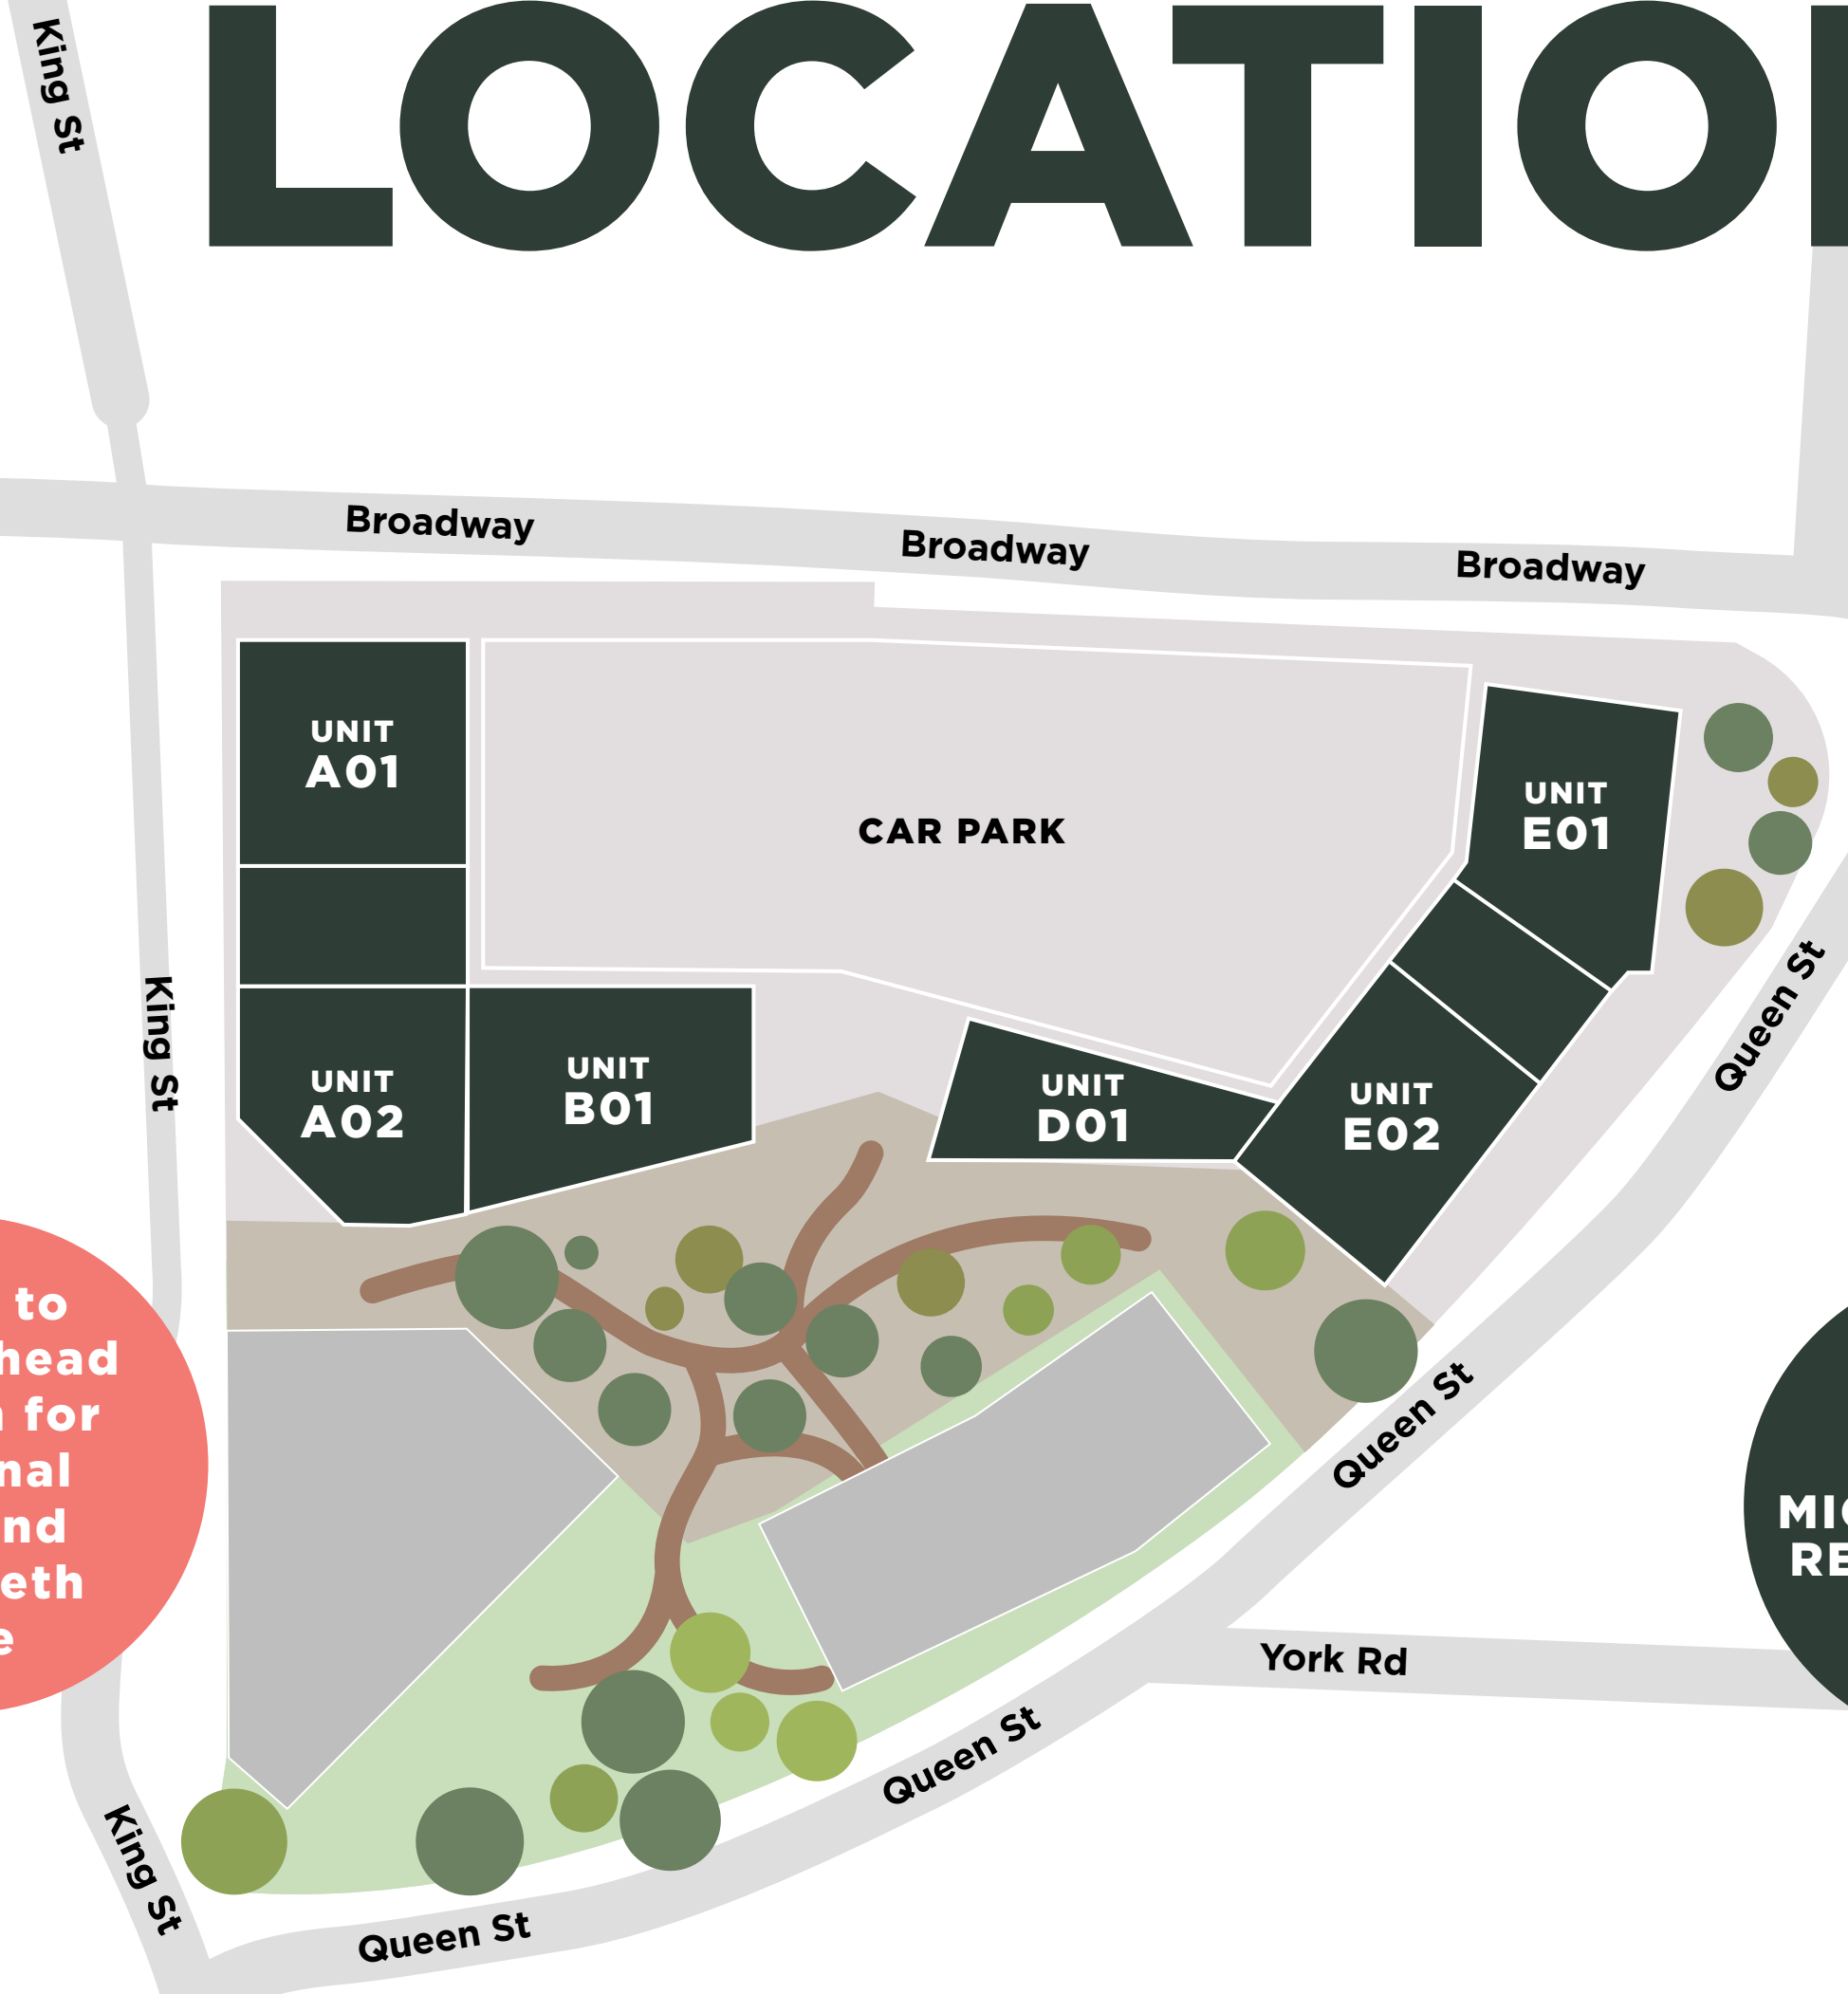 LOCATIO
King St
Broadway
Broadway
Broadway
UNIT
A01
CAR PARK
UNIT
E01
Queen St
King St
UNIT
A02
UNIT
B01
UNIT
D01
UNIT
E02
to
head
for
nal
nd
eth
e
Queen St
MIC
RE
York Rd
Queen St
King St
Queen St